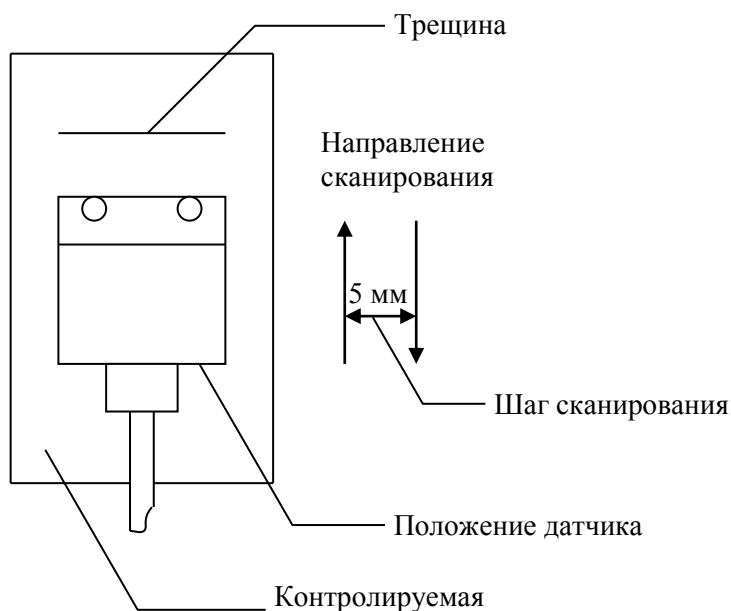 Трещина
Направление
сканирования
5 мм
Шаг сканирования
Положение датчика
Контролируемая